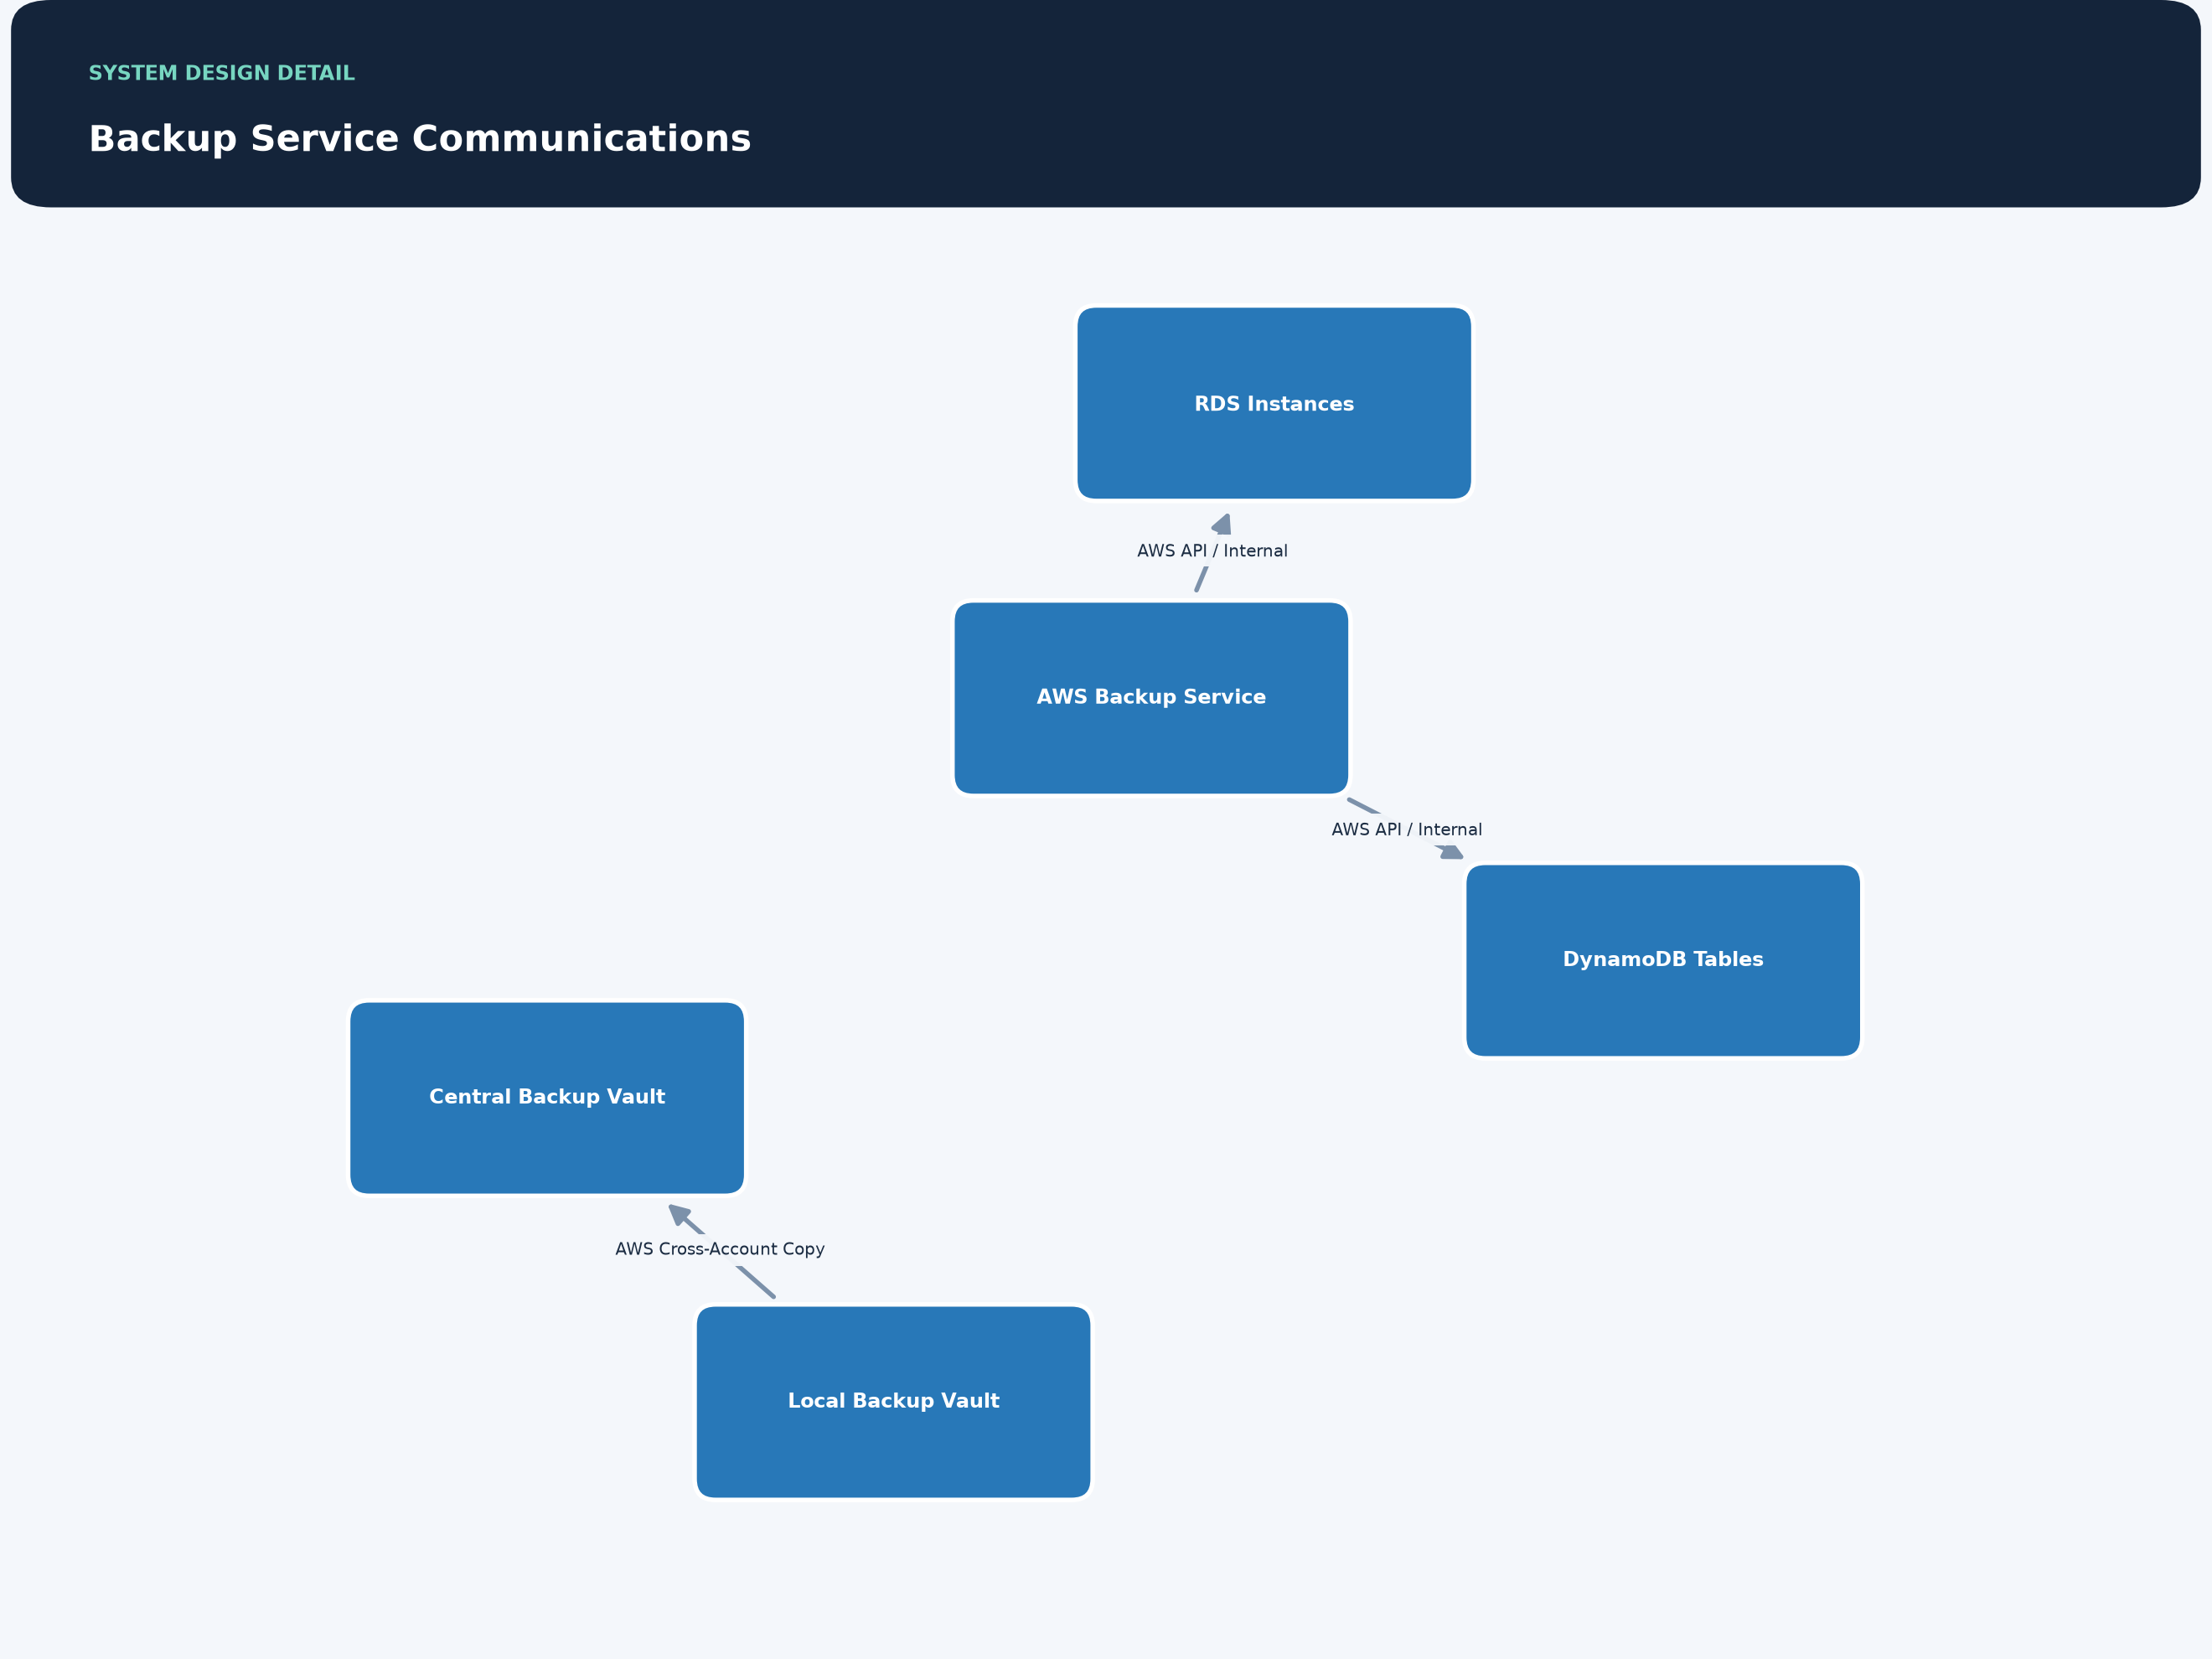 SYSTEM DESIGN DETAIL
Backup Service Communications
RDS Instances
AWS API / Internal
AWS Backup Service
AWS API / Internal
DynamoDB Tables
Central Backup Vault
AWS Cross-Account Copy
Local Backup Vault